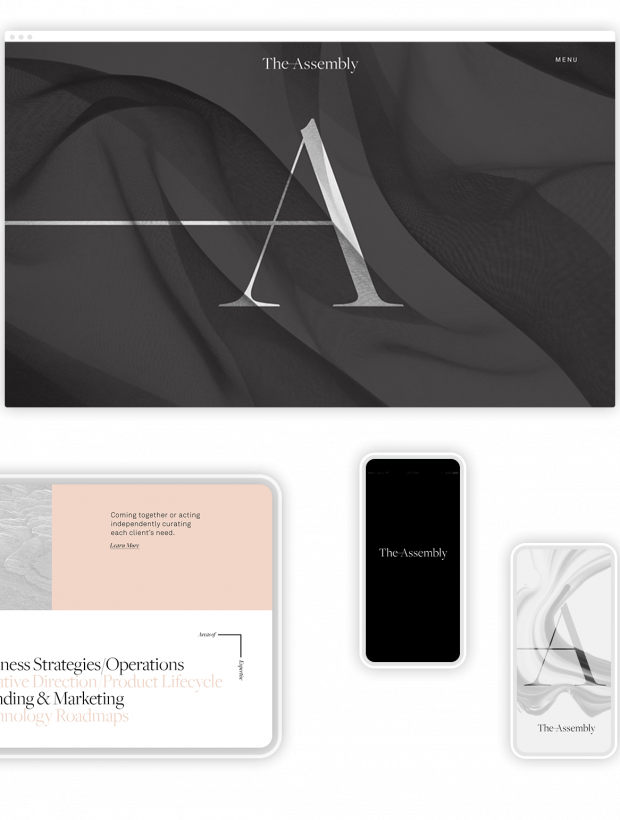 The Assembly
MENU
A
Coming together or acting
independently curating
each client's need.
Learn More
Areas of
Expertise
ness Strategies/Operations
ative Direction/Product Lifecycle
nding & Marketing
hnology Roadmaps
The Assembly
A
The Assembly